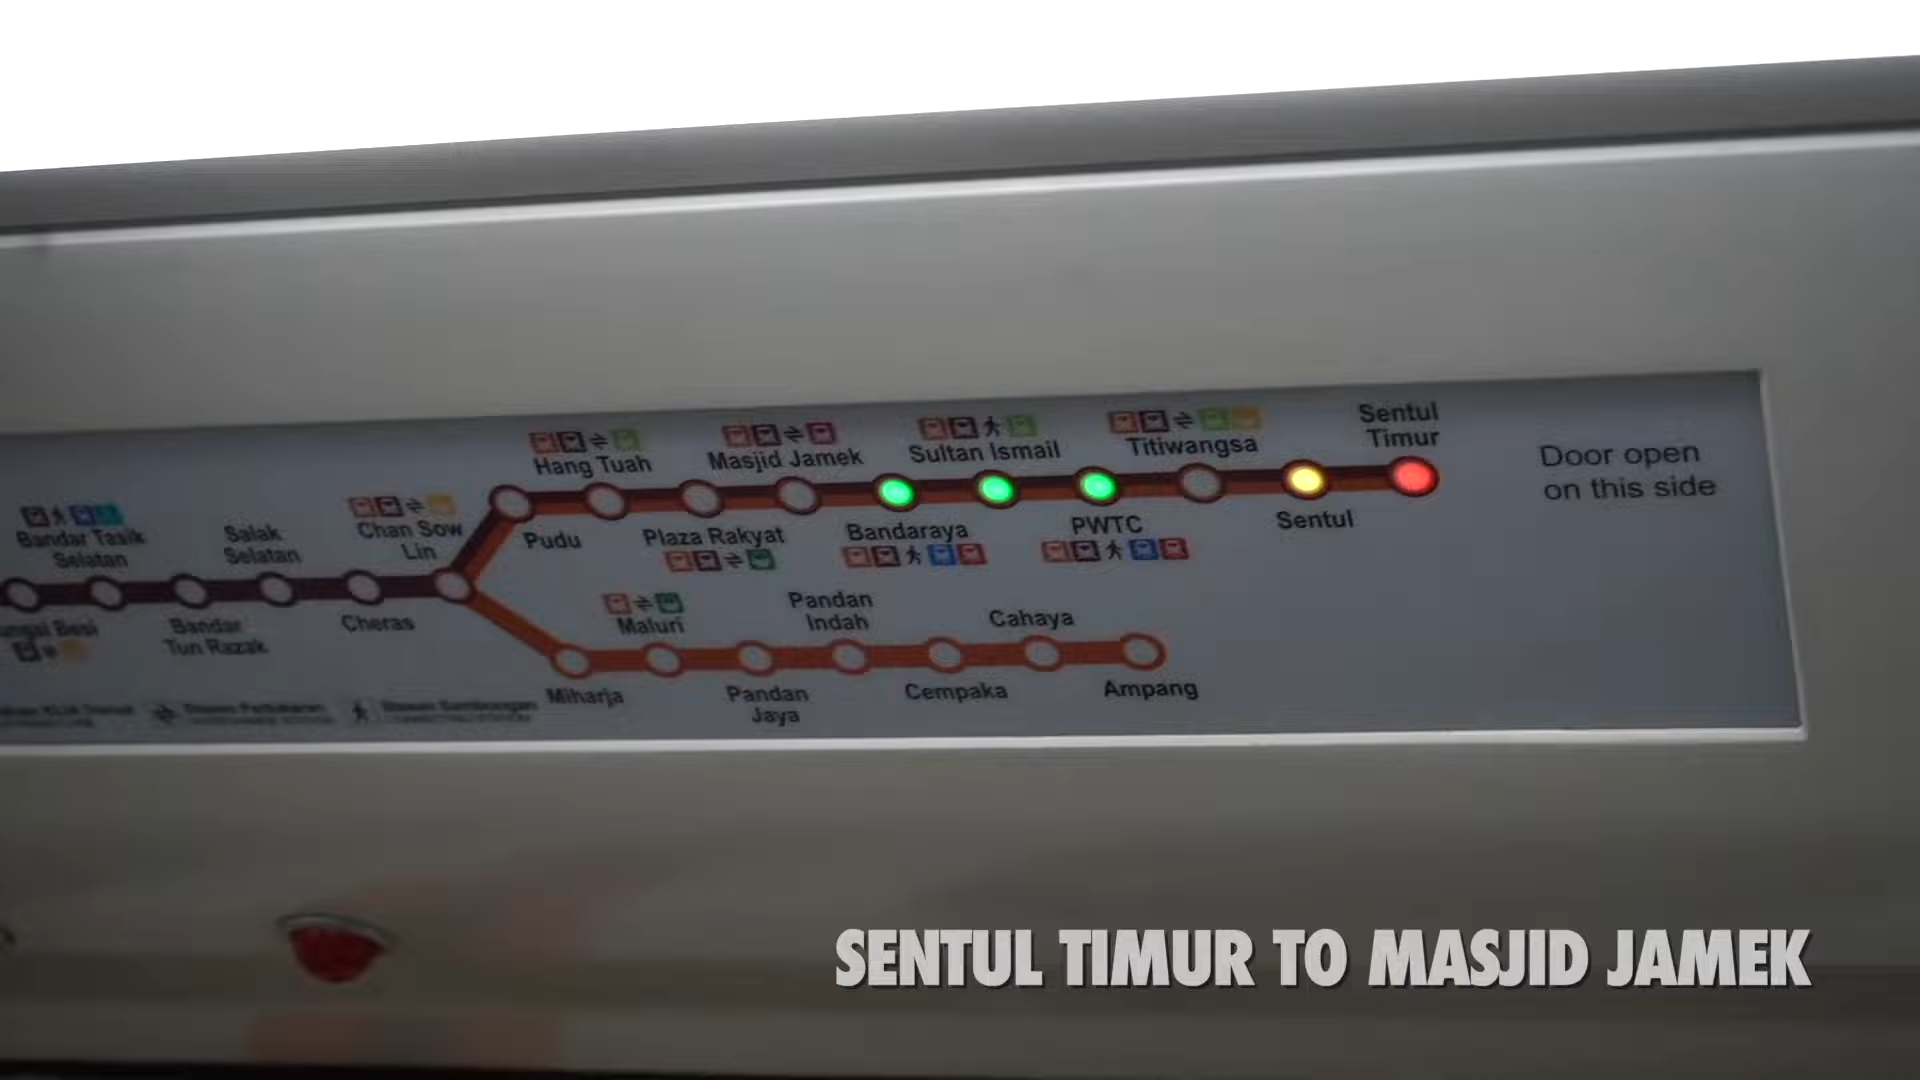 Sentul
Timur
Hang Tuah
Masjid Jamek
Sultan Ismail
Titiwangsa
Door open
on this side
Bandar Tasik
Selatan
Salak
Selatan
Chan Sow
Lin
Pudu
Plaza Rakyat
Bandaraya
PWTC
Sentul
Besi
Bandar
Tun Razak
Cheras
Maluri
Pandan
Indah
Cahaya
Miharja
Pandan
Jaya
Cempaka
Ampang
SENTUL TIMUR TO MASJID JAMEK